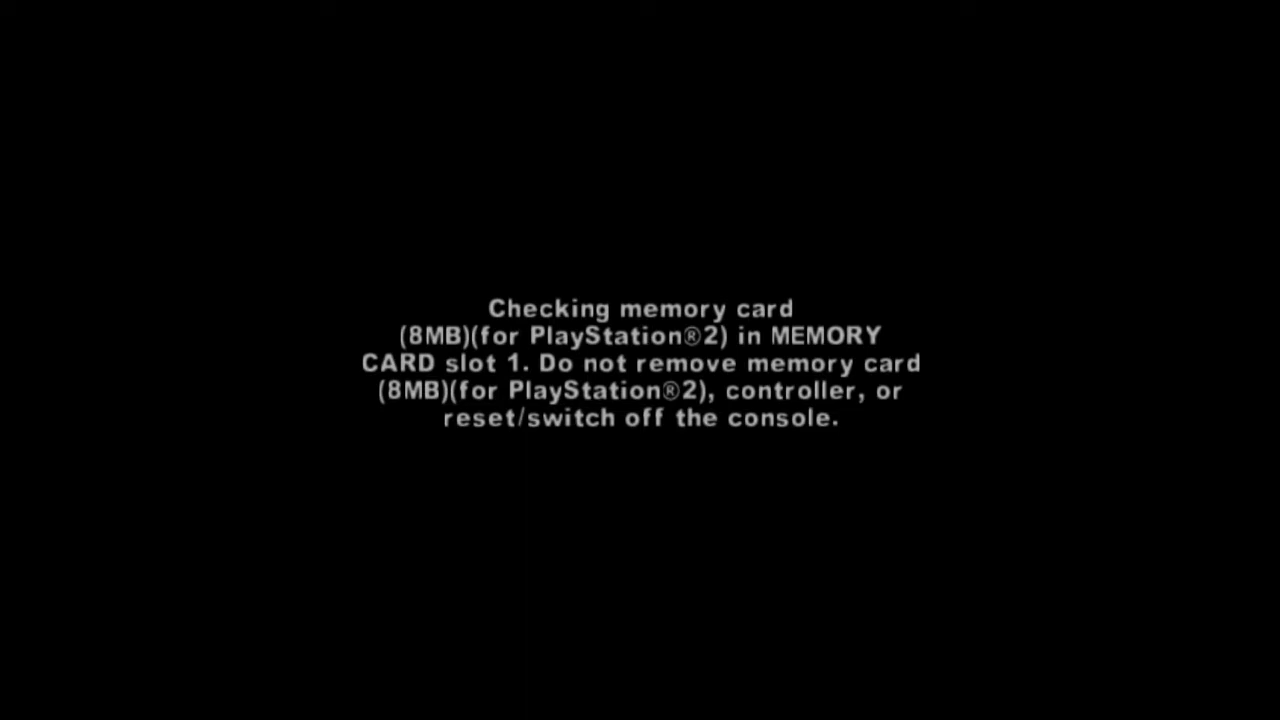 Checking memory card
(8MB)(for PlayStation®2) in MEMORY
CARD slot 1. Do not remove memory card
(8MB)(for PlayStation®2), controller, or
reset/switch off the console.